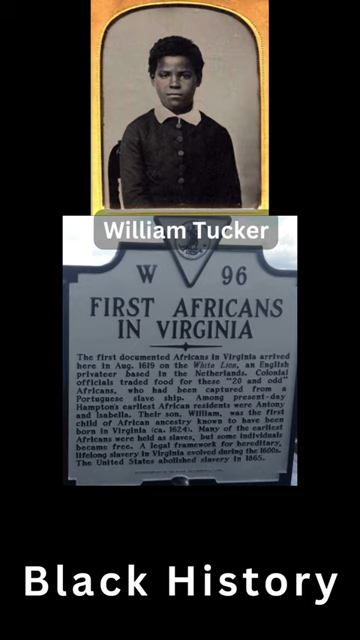 William Tucker
W 96
FIRST AFRICANS
IN VIRGINIA
The first documented Africans in Virginia arrived
here in Aug. 1619 on the White Lion, an English
privateer based in the Netherlands. Colonial
officials traded food for these "20 and odd"
Africans, who had been captured from a
Portuguese slave ship. Among present-day
Hampton's earliest African residents were Antony
and Isabella. Their son, William, was the first
child of African ancestry known to have been
born in Virginia (ca. 1624). Many of the earliest
Africans were held as slaves, but some individuals
became free. A legal framework for hereditary,
lifelong slavery in Virginia evolved during the 1600s.
The United States abolished slavery in 1865.
Black History